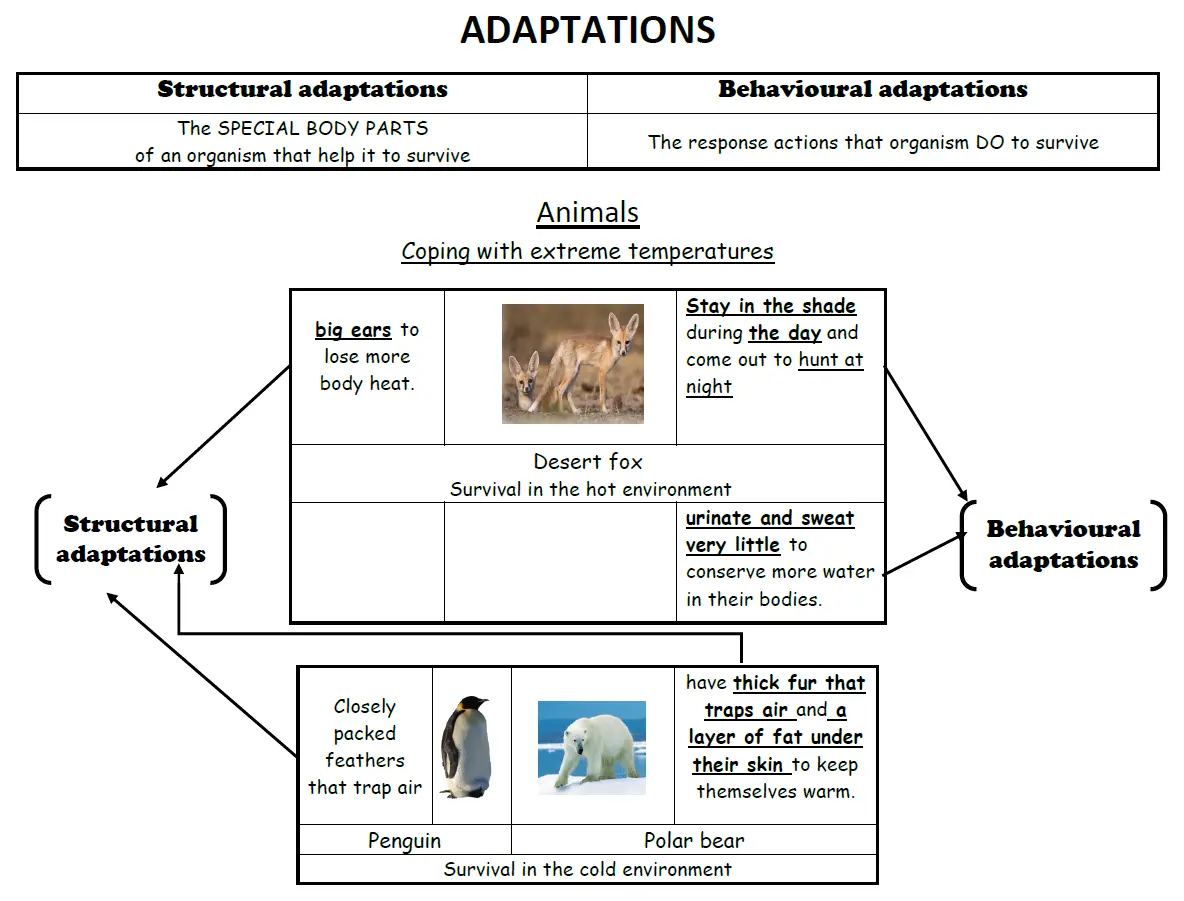 ADAPTATIONS
Structural adaptations
Behavioural adaptations
The SPECIAL BODY PARTS
of an organism that help it to survive
The response actions that organism DO to survive
Animals
Coping with extreme temperatures
big ears to
lose more
body heat.
Stay in the shade
during the day and
come out to hunt at
night
Desert fox
Survival in the hot environment
urinate and sweat
very little to
conserve more water
in their bodies.
Structural
adaptations
Behavioural
adaptations
Closely
packed
feathers
that trap air
have thick fur that
traps air and a
layer of fat under
their skin to keep
themselves warm.
Penguin
Polar bear
Survival in the cold environment